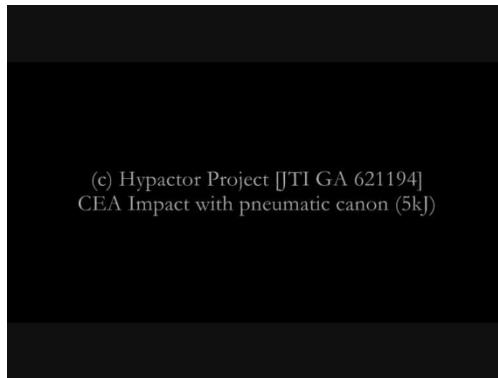 (c) Hypactor Project [JTI GA 621194]
CEA Impact with pneumatic canon (5kJ)